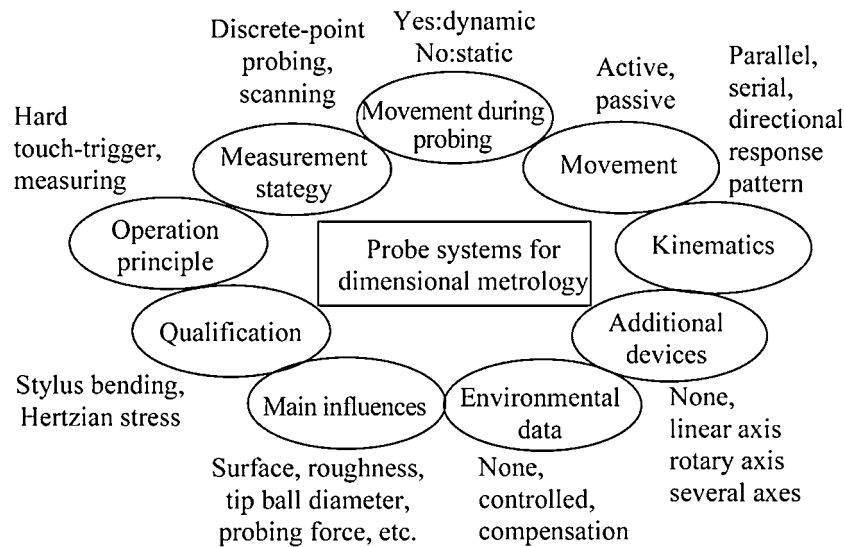 Discrete-point
probing,
scanning
Yes:dynamic
No:static
Active,
passive
Parallel,
serial,
directional
response
pattern
Hard
touch-trigger,
measuring
Movement during
probing
Measurement
stategy
Movement
Operation
principle
Probe systems for
dimensional metrology
Kinematics
Qualification
Additional
devices
Stylus bending,
Hertzian stress
Main influences
Environmental
data
None,
linear axis
rotary axis
several axes
Surface, roughness,
tip ball diameter,
probing force, etc.
None,
controlled,
compensation